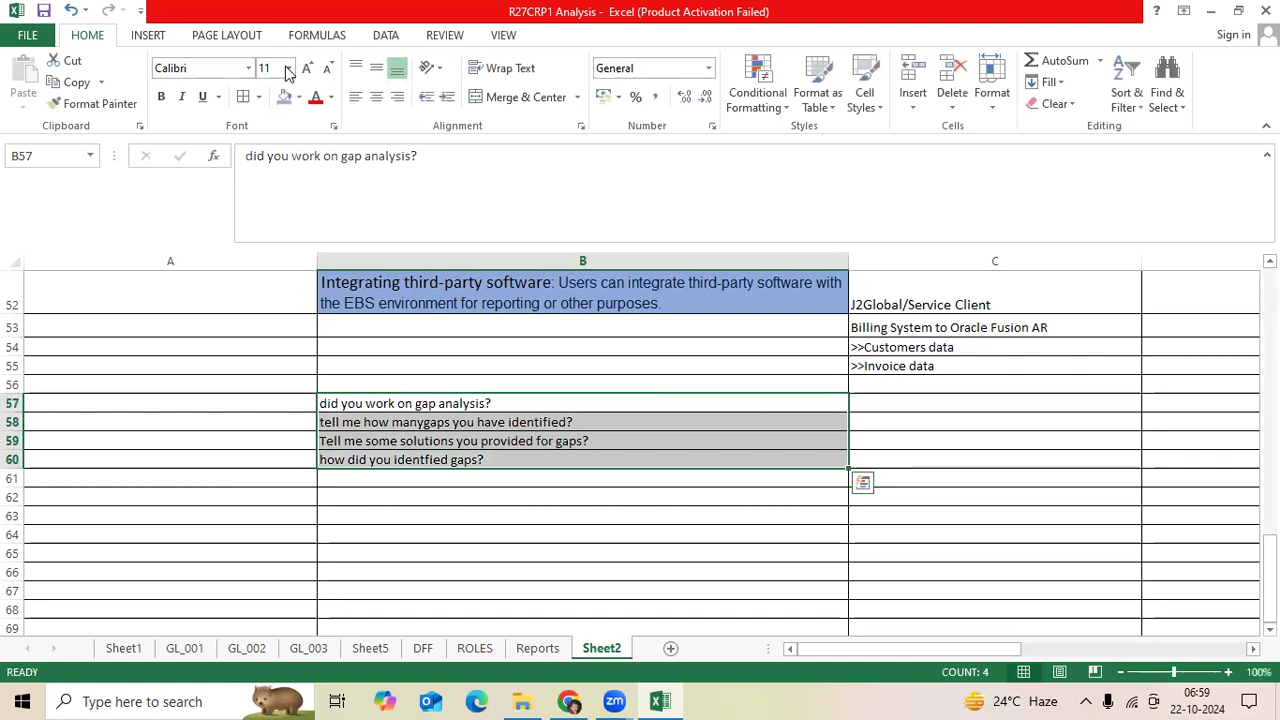 R27CRP1 Analysis - Excel (Product Activation Failed)
FILE
HOME
INSERT
PAGE LAYOUT
FORMULAS
DATA
REVIEW
VIEW
Sign in
Paste
Cut
Copy
Format Painter
Clipboard
Calibri
11
B I U
Font
Wrap Text
Merge & Center
Alignment
General
Number
Conditional Formatting
Format as Table
Cell Styles
Styles
Insert
Delete
Format
Cells
AutoSum
Fill
Clear
Sort & Filter
Find & Select
Editing
B57
fx
did you work on gap analysis?
A B C
52
Integrating third-party software: Users can integrate third-party software with
the EBS environment for reporting or other purposes.
J2Global/Service Client
53 Billing System to Oracle Fusion AR
54 >>Customers data
55 >>Invoice data
56
57 did you work on gap analysis?
58 tell me how manygaps you have identified?
59 Tell me some solutions you provided for gaps?
60 how did you identfied gaps?
61
62
63
64
65
66
67
68
69
Sheet1 GL_001 GL_002 GL_003 Sheet5 DFF ROLES Reports Sheet2
READY
COUNT: 4
100%
Type here to search
zm
24°C Haze
06:59
22-10-2024